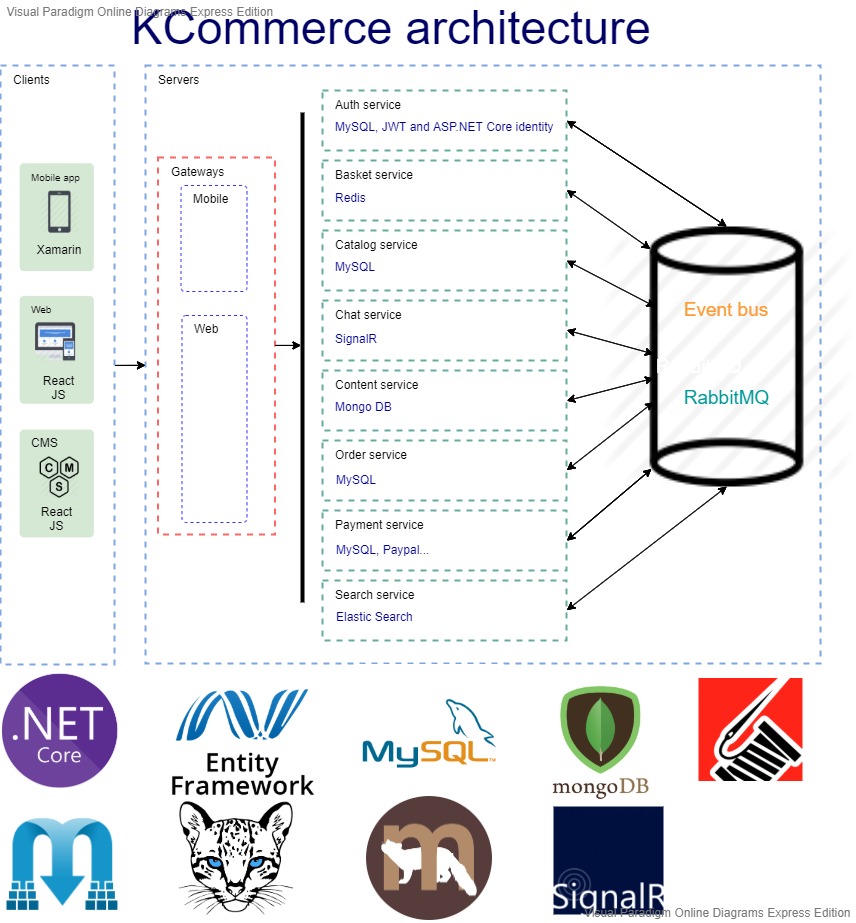 Visual Paradigm Online Diagrams Express Edition
KCommerce architecture
Clients
Mobile app
Xamarin
Web
React
JS
CMS
C M
S
React
JS
Servers
Gateways
Mobile
Web
Auth service
MySQL, JWT and ASP.NET Core identity
Basket service
Redis
Catalog service
MySQL
Chat service
SignalR
Content service
Mongo DB
Order service
MySQL
Payment service
MySQL, Paypal...
Search service
Elastic Search
Event bus
RabbitMQ
.NET
Core
Entity
Framework
MySQL™
mongoDB
m
SignalR
Visual Paradigm Online Diagrams Express Edition